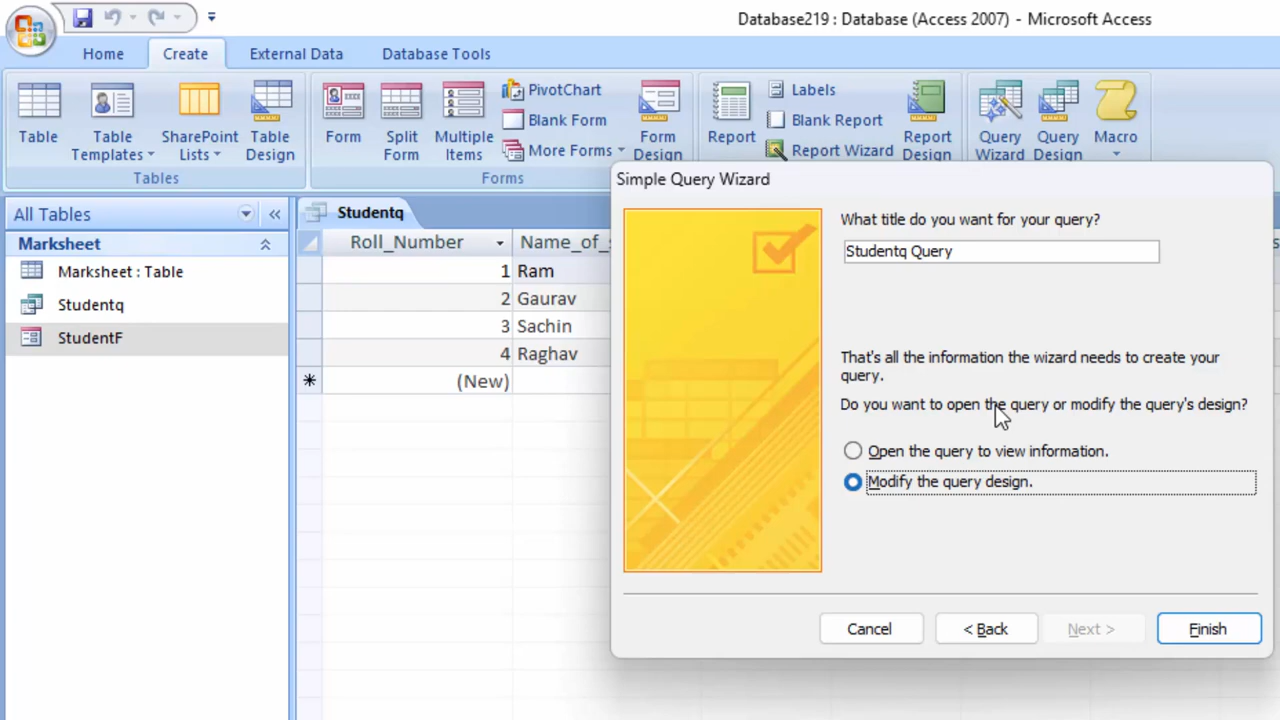 Database219 : Database (Access 2007) - Microsoft Access
Home Create External Data Database Tools
Table
Table Templates
SharePoint Lists
Table Design
Tables
Form
Split Form
Multiple Items
PivotChart
Blank Form
More Forms
Form Design
Forms
Report
Labels
Blank Report
Report Wizard
Report Design
Query Wizard
Query Design
Macro
All Tables
Marksheet
Marksheet : Table
Studentq
StudentF
Studentq
Roll_Number Name_of_
1 Ram
2 Gaurav
3 Sachin
4 Raghav
* (New)
Simple Query Wizard
What title do you want for your query?
Studentq Query
That's all the information the wizard needs to create your
query.
Do you want to open the query or modify the query's design?
Open the query to view information.
Modify the query design.
Cancel < Back Next > Finish